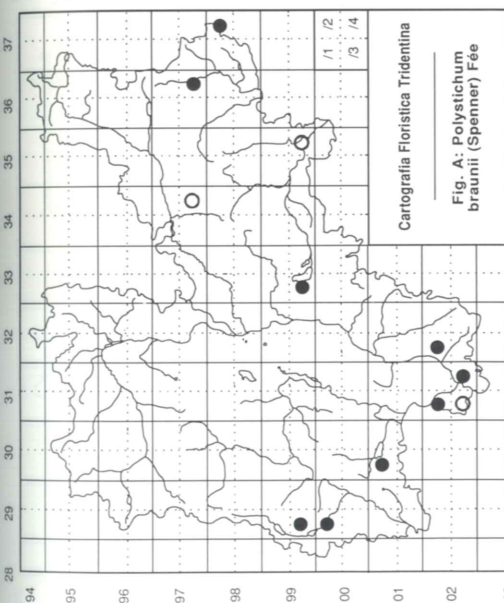 28 29 30 31 32 33 34 35 36 37
94
95
96
97
98
99
00
01
02
/1 /2
/3 /4
Cartografia Floristica Tridentina
Fig. A: Polystichum
braunii (Spenner) Fée